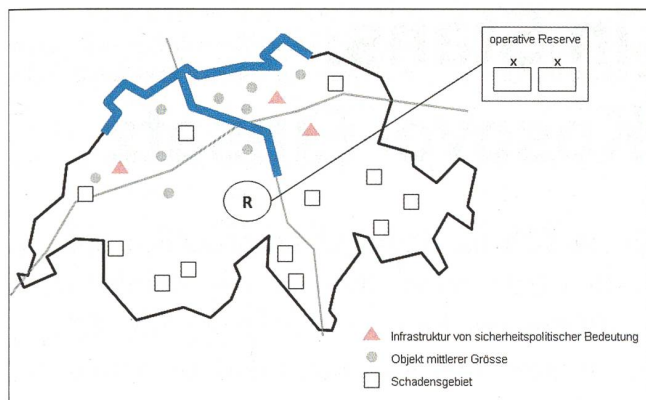 operative Reserve
x x
R
Infrastruktur von sicherheitspolitischer Bedeutung
Objekt mittlerer Grösse
Schadensgebiet